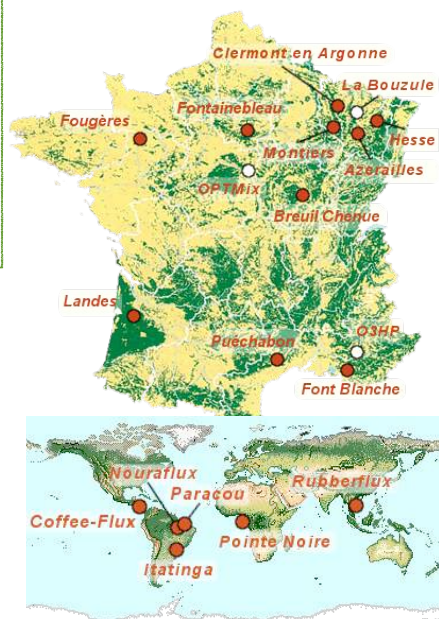 Clermont en Argonne
La Bouzule
Fontainebleau
Fougères
Hesse
Montiers
Azerailles
OPTMix
Breuil Chenue
Landes
O3HP
Puechabon
Font Blanche
Nouraflux
Paracou
Rubberflux
Coffee-Flux
Pointe Noire
Itatinga